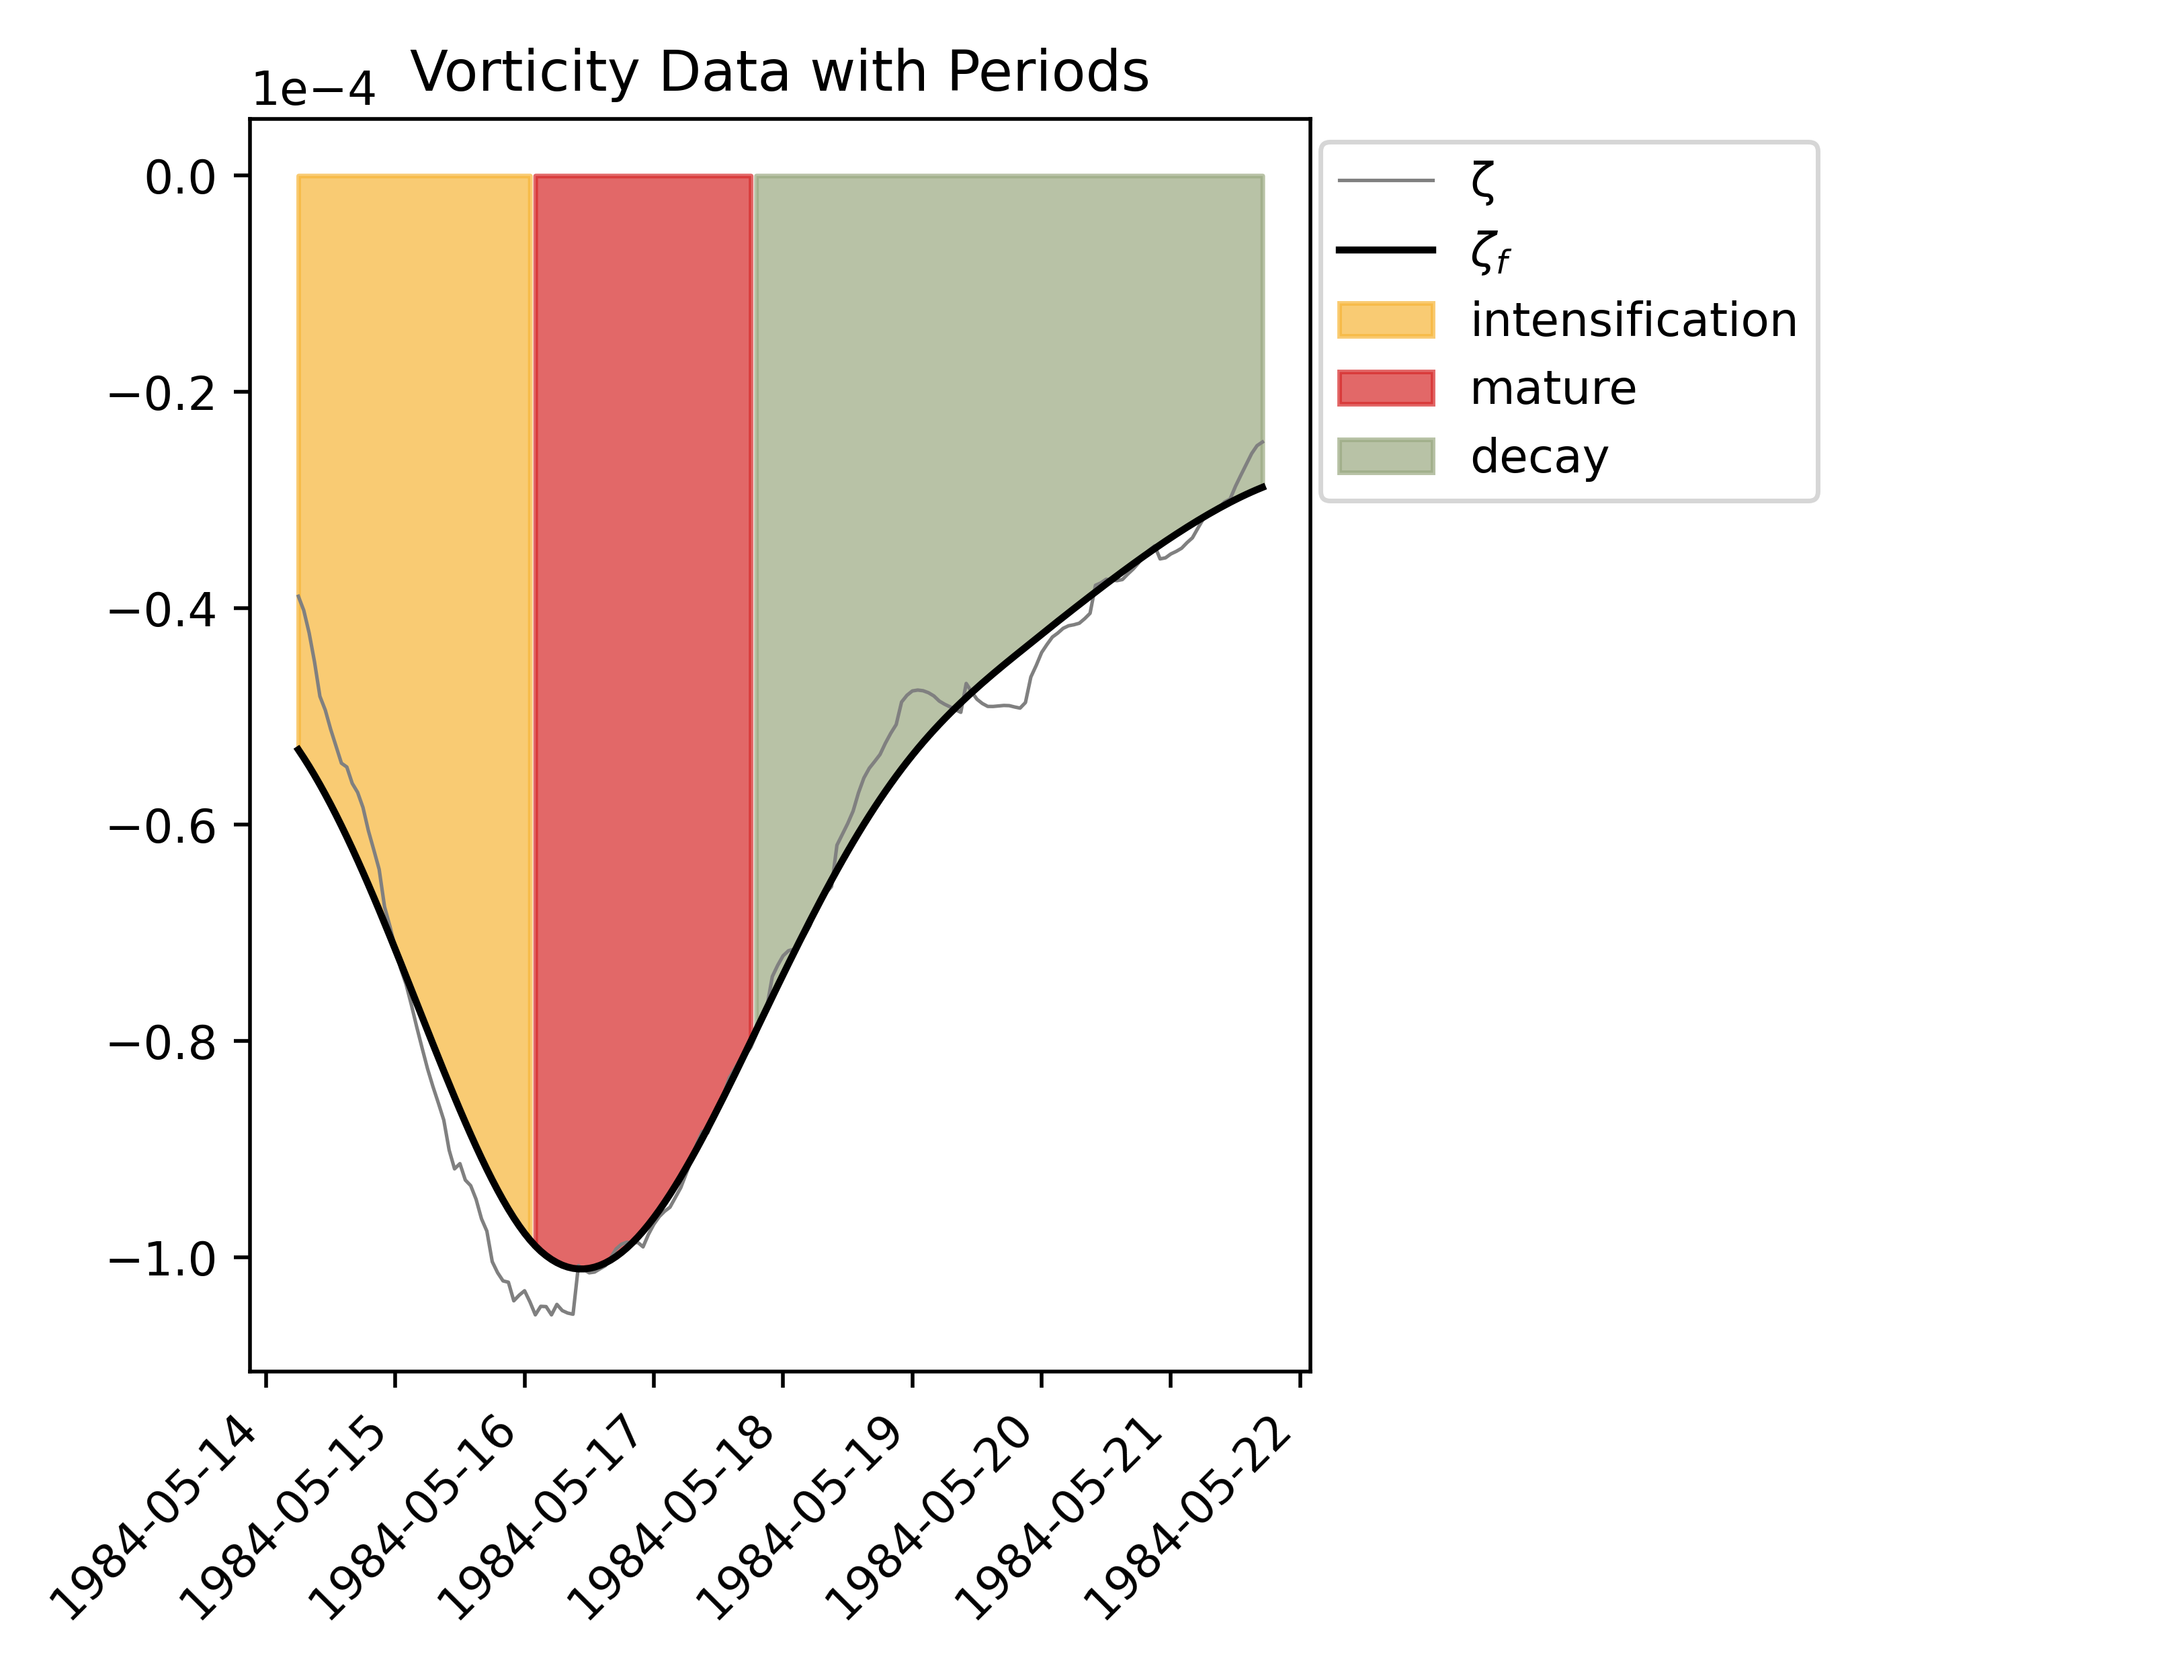 Vorticity Data with Periods
1e−4
0.0
−0.2
−0.4
−0.6
−0.8
−1.0
1984-05-14
1984-05-15
1984-05-16
1984-05-17
1984-05-18
1984-05-19
1984-05-20
1984-05-21
1984-05-22
ζ
ζf
intensification
mature
decay